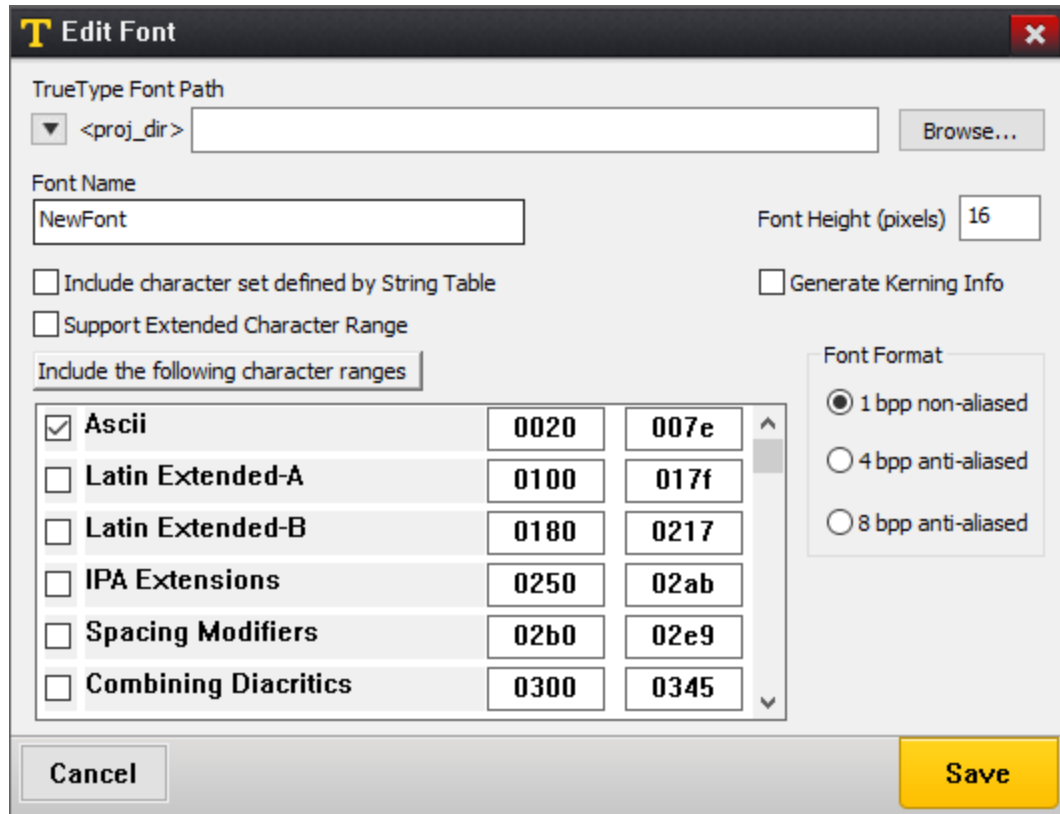 T Edit Font
TrueType Font Path
<proj_dir> Browse...
Font Name
NewFont
Font Height (pixels) 16
Include character set defined by String Table
Generate Kerning Info
Support Extended Character Range
Include the following character ranges
Font Format
Ascii 0020 007e
1 bpp non-aliased
Latin Extended-A 0100 017f
4 bpp anti-aliased
Latin Extended-B 0180 0217
8 bpp anti-aliased
IPA Extensions 0250 02ab
Spacing Modifiers 02b0 02e9
Combining Diacritics 0300 0345
Cancel Save